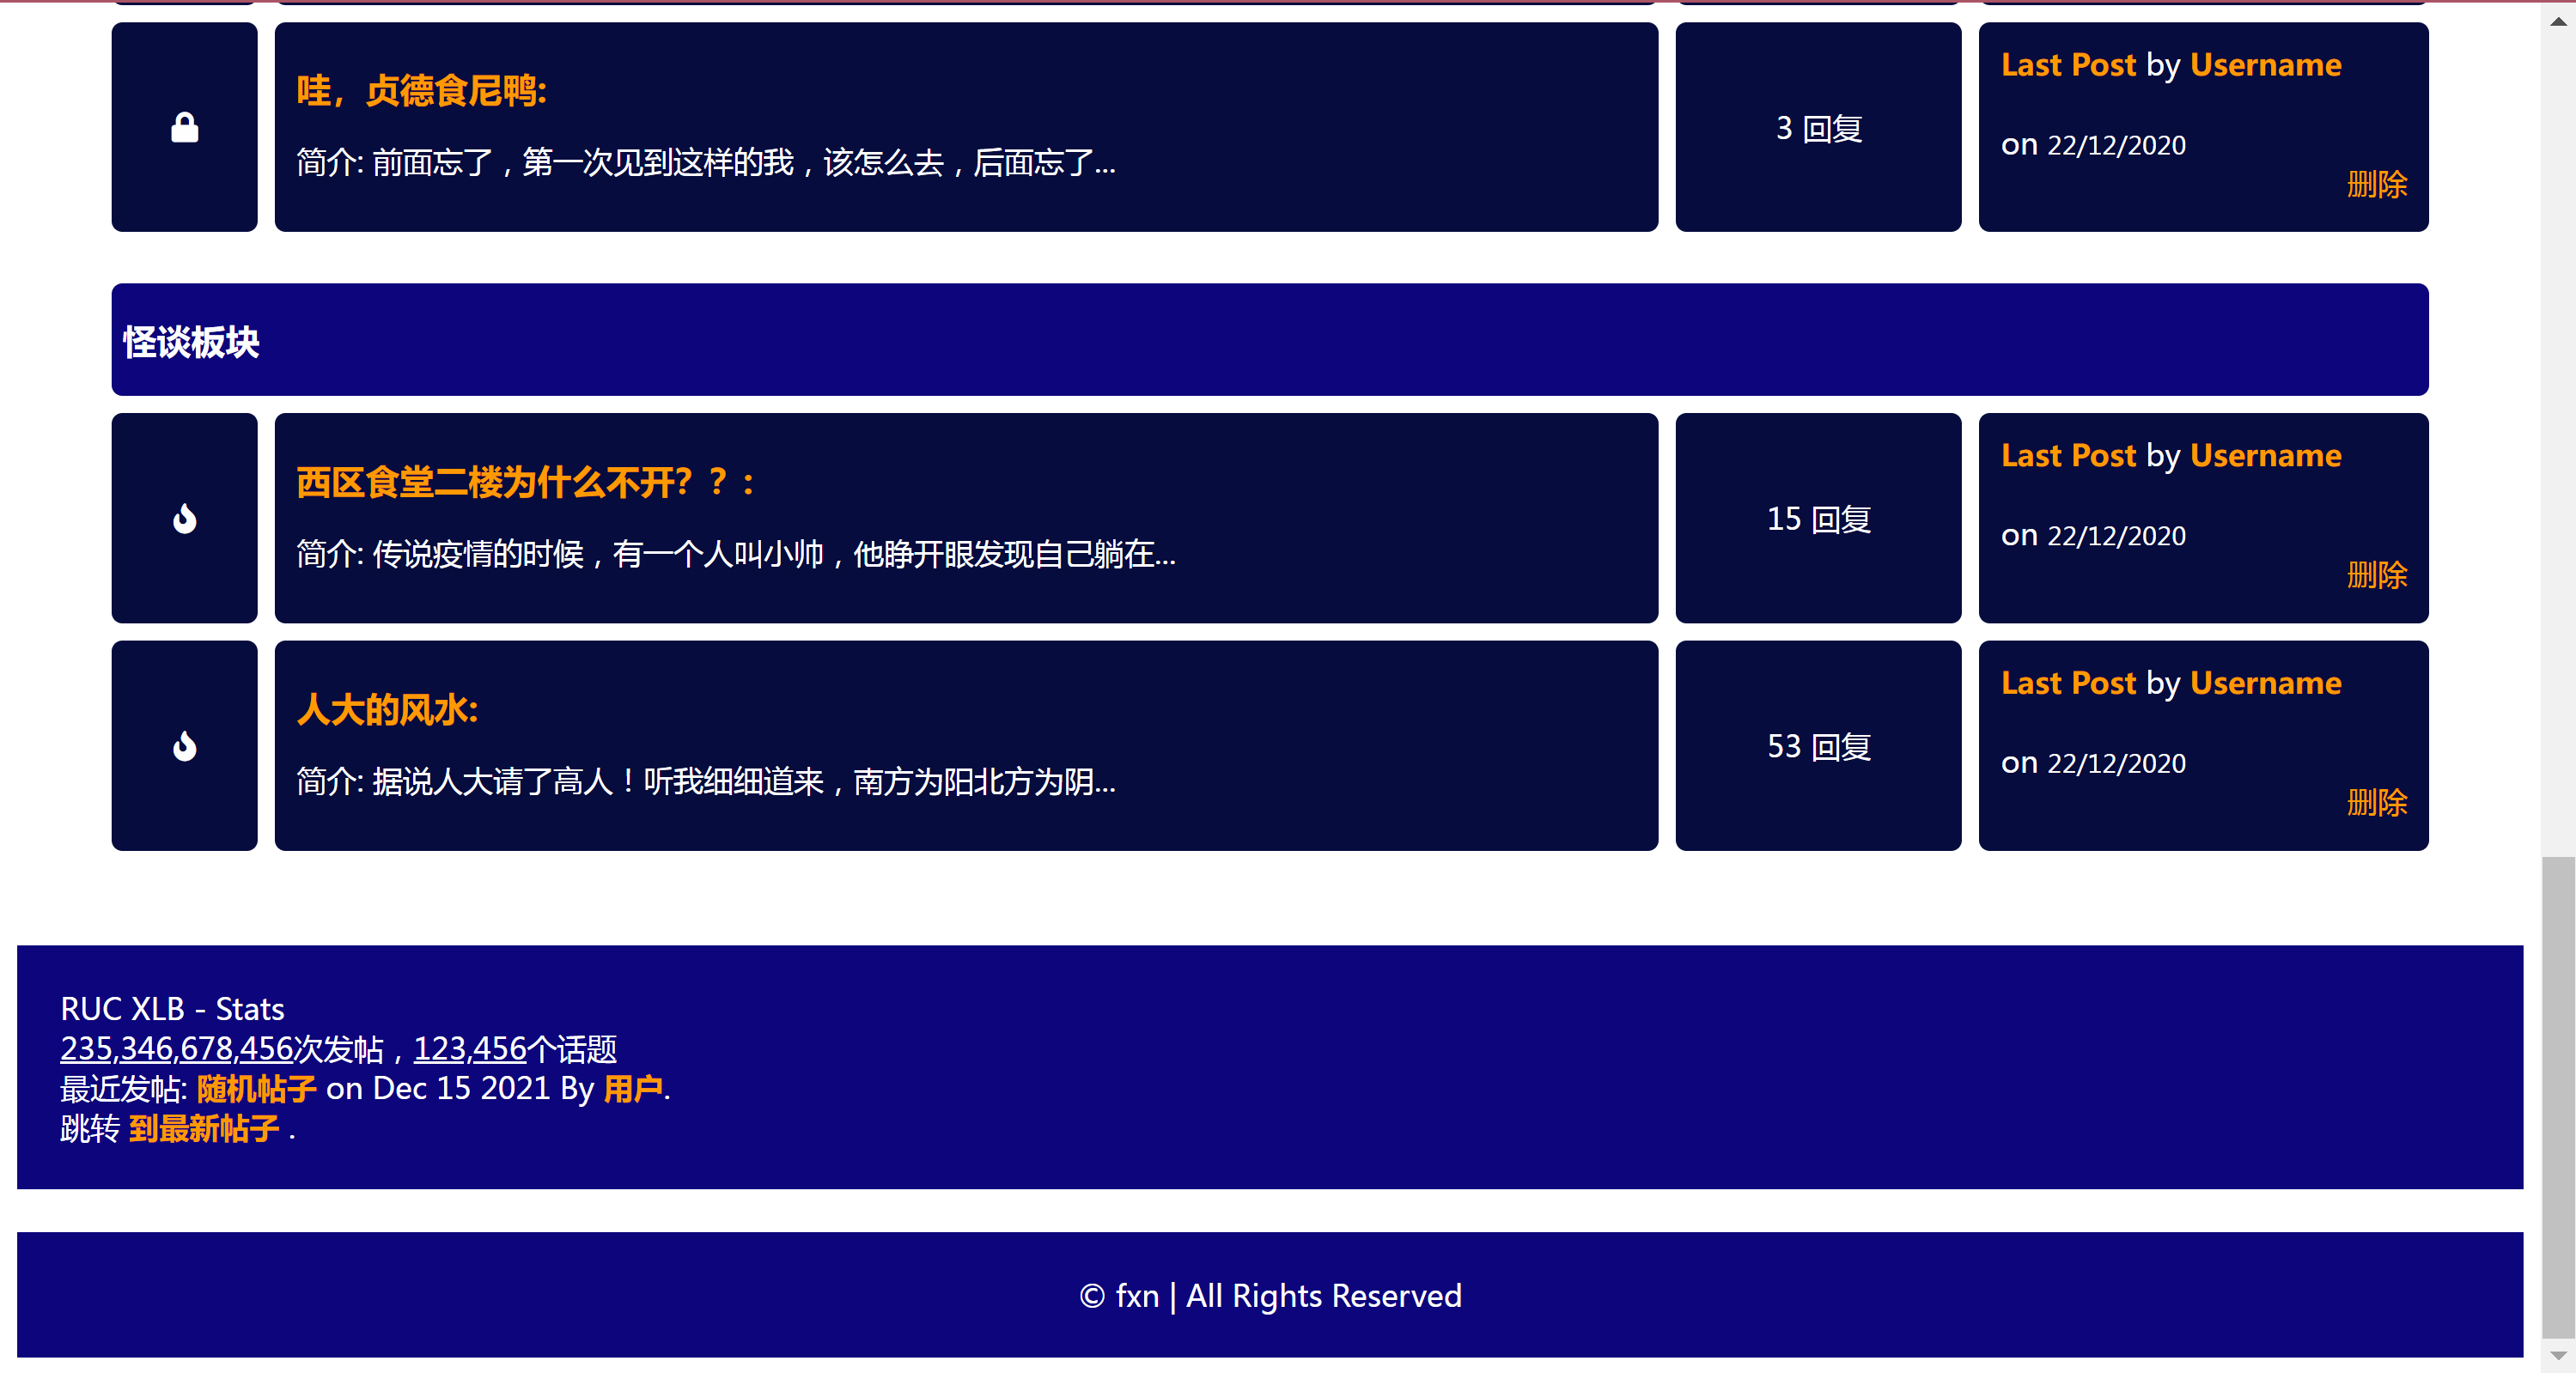 哇，贞德食尼鸭:
简介: 前面忘了，第一次见到这样的我，该怎么去，后面忘了...
3 回复
Last Post by Username
on 22/12/2020
删除
怪谈板块
西区食堂二楼为什么不开？？：
简介: 传说疫情的时候，有一个人叫小帅，他睁开眼发现自己躺在...
15 回复
Last Post by Username
on 22/12/2020
删除
人大的风水:
简介: 据说人大请了高人！听我细细道来，南方为阳北方为阴...
53 回复
Last Post by Username
on 22/12/2020
删除
RUC XLB - Stats
235,346,678,456次发帖，123,456个话题
最近发帖: 随机帖子 on Dec 15 2021 By 用户.
跳转 到最新帖子 .
© fxn | All Rights Reserved